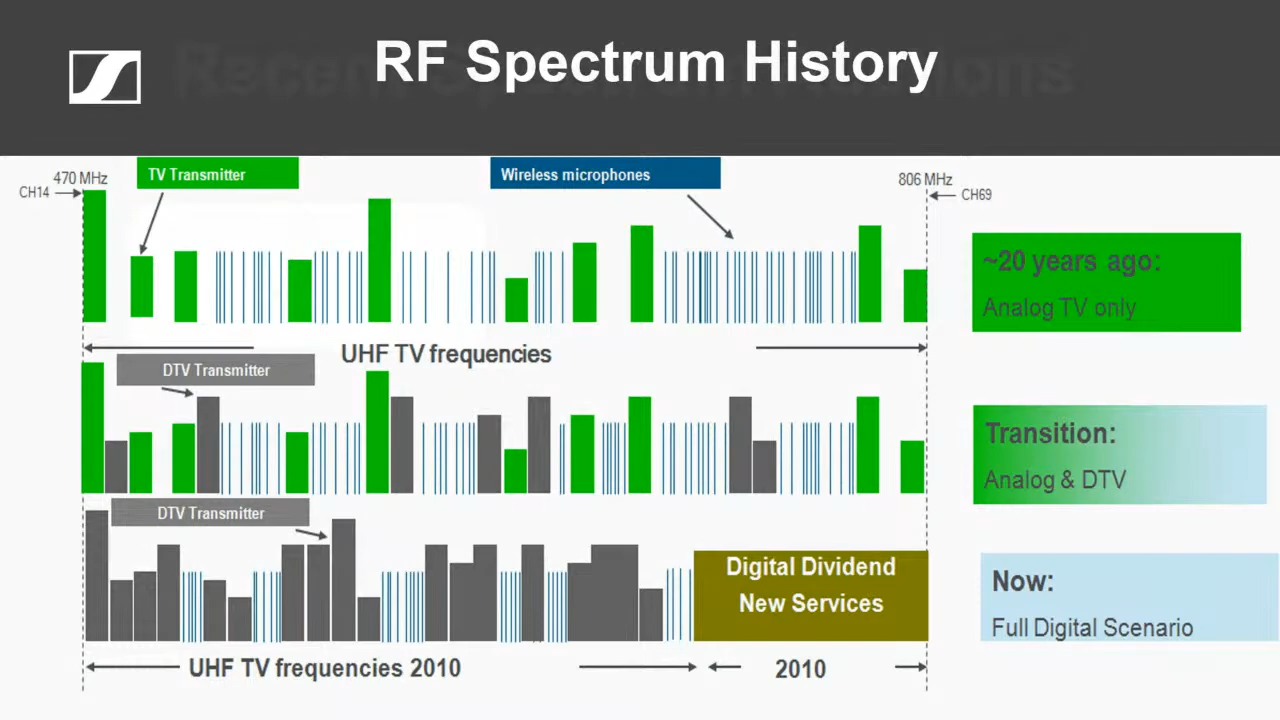 RF Spectrum History
TV Transmitter
Wireless microphones
470 MHz
806 MHz
CH14
CH69
~20 years ago:
Analog TV only
UHF TV frequencies
DTV Transmitter
Transition:
Analog & DTV
DTV Transmitter
Digital Dividend
New Services
Now:
Full Digital Scenario
UHF TV frequencies 2010
2010